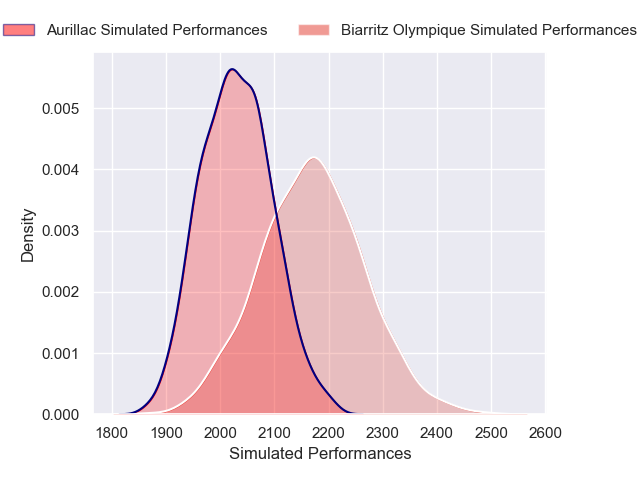 Aurillac Simulated Performances Biarritz Olympique Simulated Performances
0.005
0.004
0.003
0.002
0.001
0.000
Density
1800 1900 2000 2100 2200 2300 2400 2500 2600
Simulated Performances